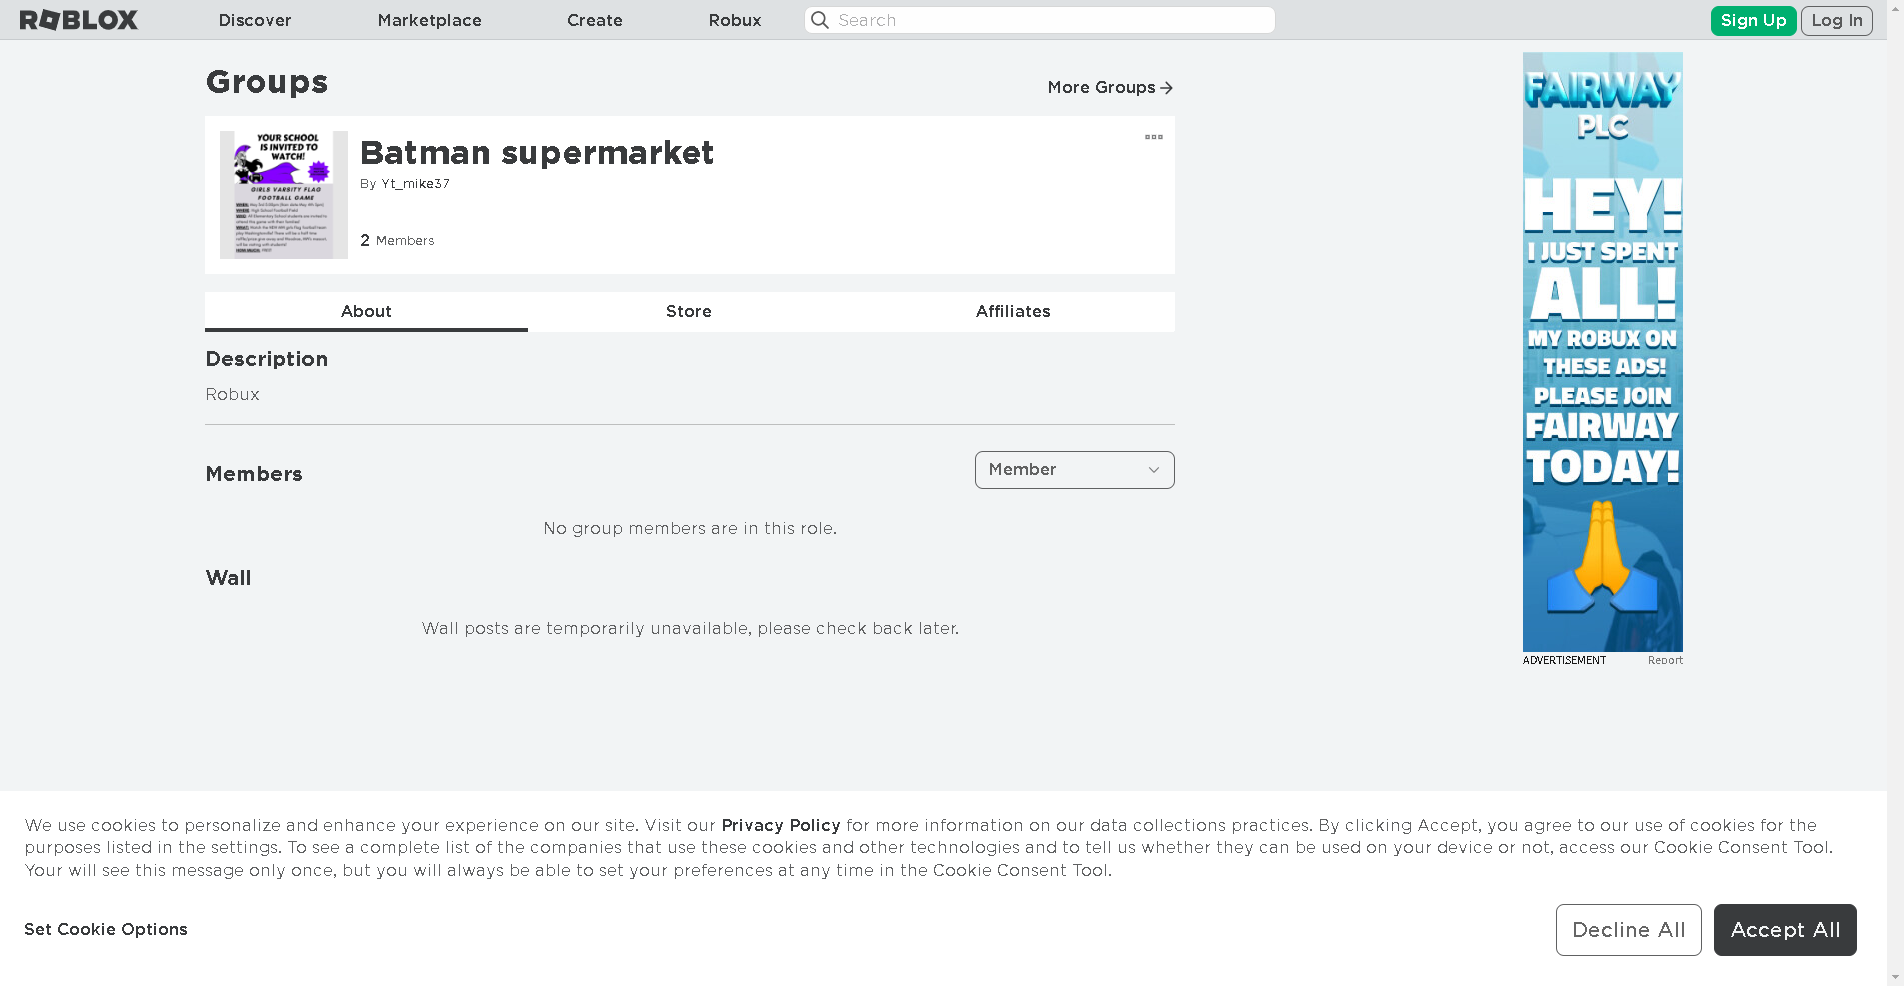 ROBLOX Discover Marketplace Create Robux Search Sign Up Log In
Groups
More Groups
YOUR SCHOOL
IS INVITED TO
WATCH!
GIRLS VARSITY FLAG
FOOTBALL GAME
Batman supermarket
By Yt_mike37
2 Members
About Store Affiliates
Description
Robux
Members
Member
No group members are in this role.
Wall
Wall posts are temporarily unavailable, please check back later.
FAIRWAY
PLC
HEY!
I JUST SPENT
ALL!
MY ROBUX ON
THESE ADS!
PLEASE JOIN
FAIRWAY
TODAY!
ADVERTISEMENT Report
We use cookies to personalize and enhance your experience on our site. Visit our Privacy Policy for more information on our data collections practices. By clicking Accept, you agree to our use of cookies for the
purposes listed in the settings. To see a complete list of the companies that use these cookies and other technologies and to tell us whether they can be used on your device or not, access our Cookie Consent Tool.
Your will see this message only once, but you will always be able to set your preferences at any time in the Cookie Consent Tool.
Set Cookie Options
Decline All
Accept All